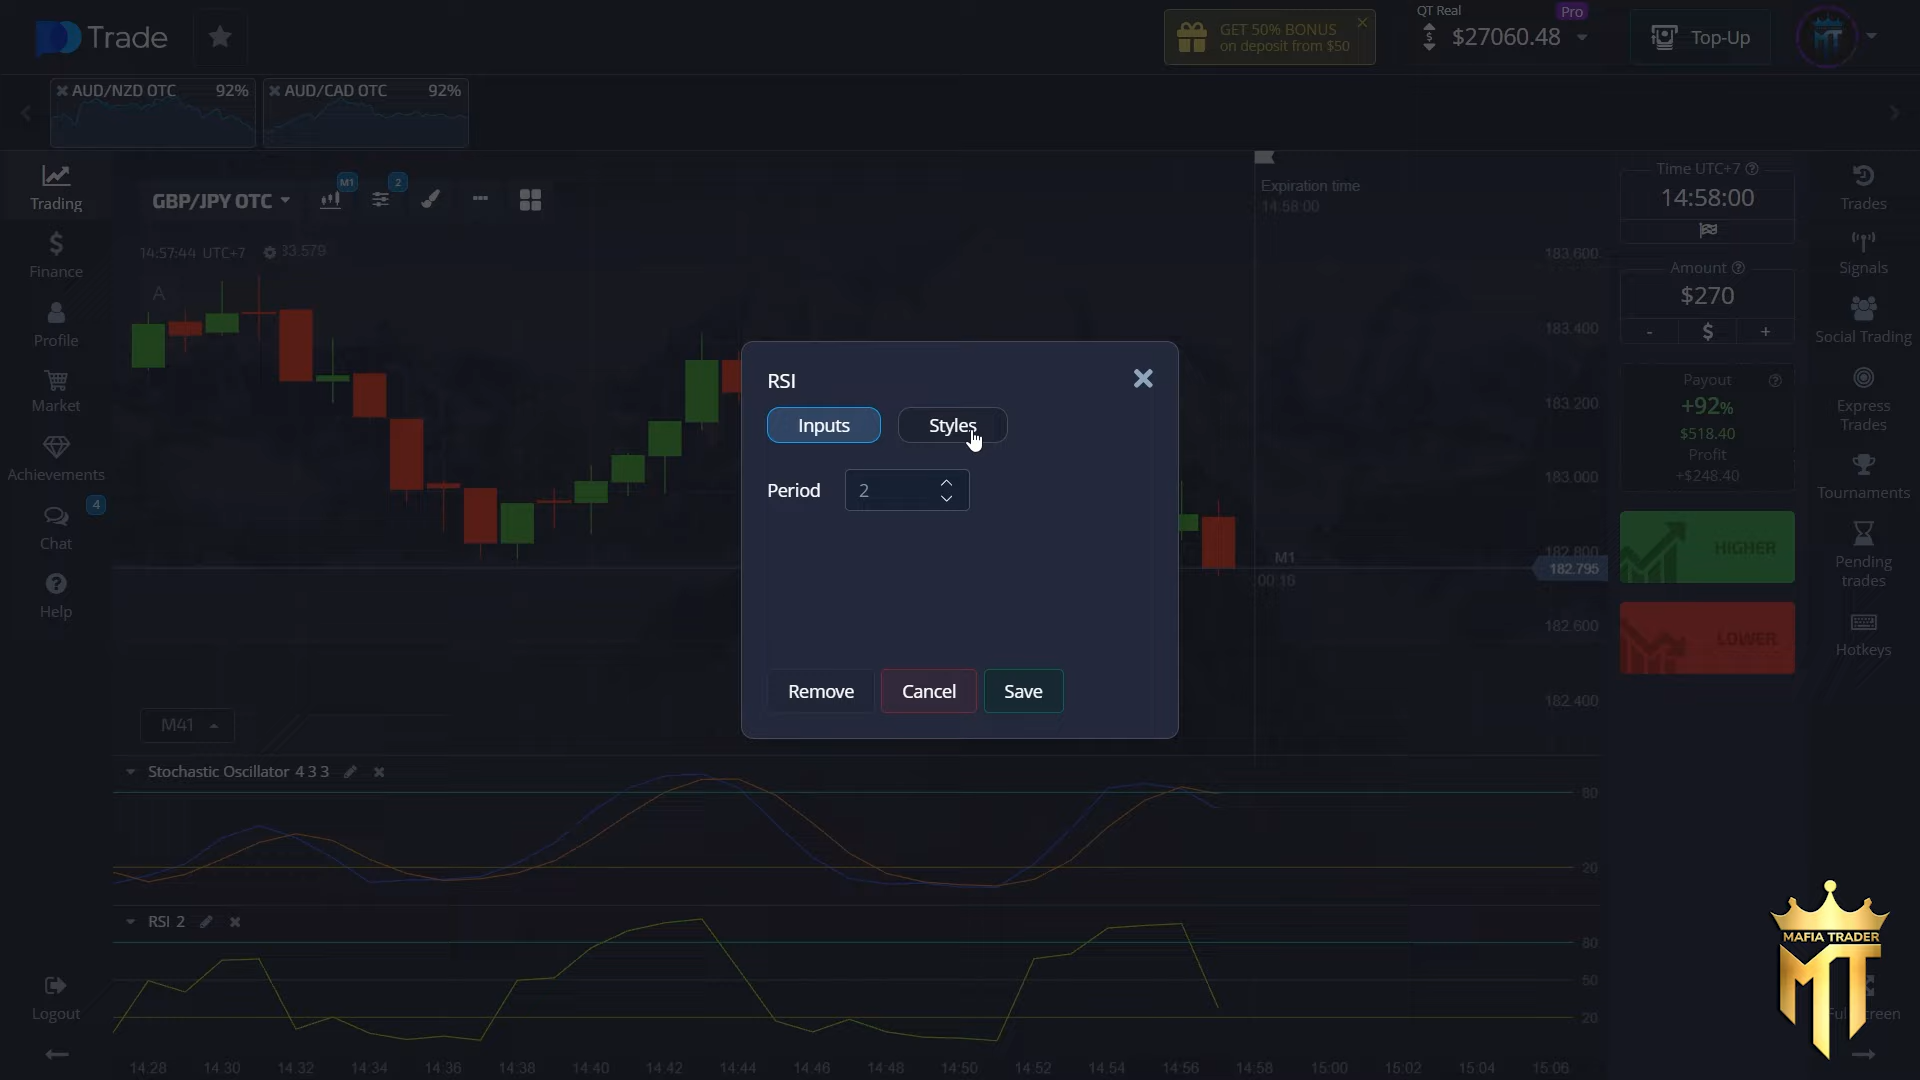 Trade
GET 50% BONUS
on deposit from $50
QT Real
Pro
$27060.48
Top-Up
MT
AUD/NZD OTC 92%
AUD/CAD OTC 92%
Trading
Finance
Profile
Market
Achievements
4
Chat
Help
Logout
GBP/JPY OTC
M1
2
14:57:44 UTC+7
83.579
A
Expiration time
14:58:00
183.600
183.400
183.200
183.000
182.800
182.795
182.600
182.400
M1
00:16
M41
RSI
Inputs
Styles
Period
2
Remove
Cancel
Save
Stochastic Oscillator 4 3 3
80
20
RSI 2
80
50
20
14:28 14:30 14:32 14:34 14:36 14:38 14:40 14:42 14:44 14:46 14:48 14:50 14:52 14:54 14:56 14:58 15:00 15:02 15:04 15:06
Time UTC+7
14:58:00
Amount
$270
- $ +
Payout
+92%
$518.40
Profit
+$248.40
HIGHER
LOWER
Trades
Signals
Social Trading
Express
Trades
Tournaments
Pending
trades
Hotkeys
MAFIA TRADER
MT